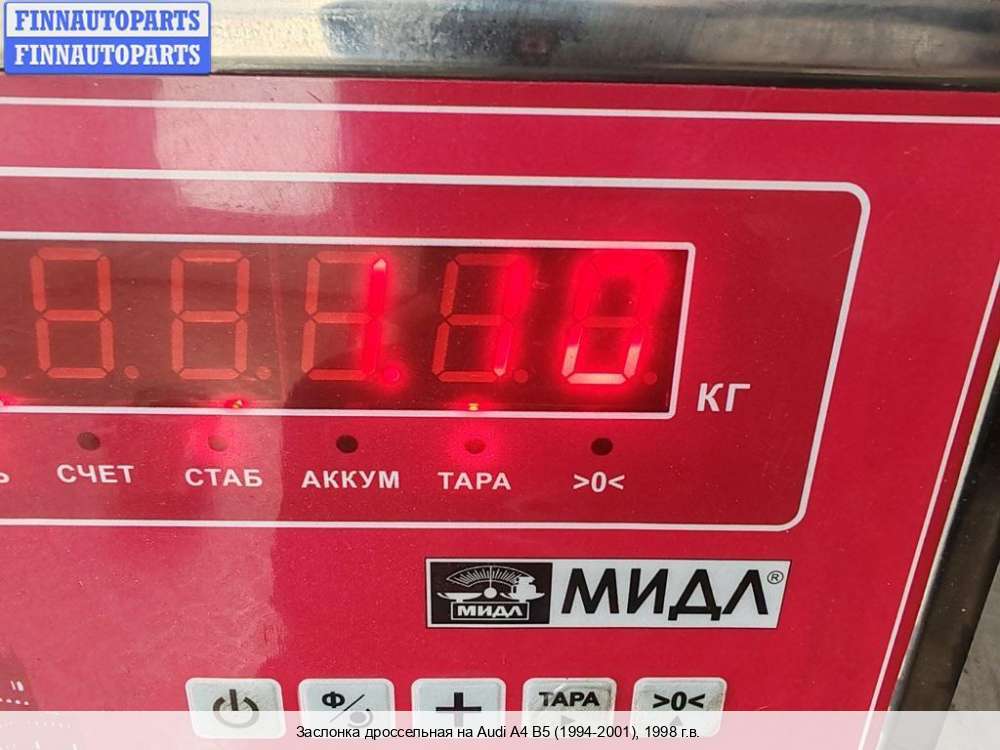 FINNAUTOPARTS
FINNAUTOPARTS
1.10
КГ
СЧЕТ СТАБ АККУМ ТАРА >0<
МИДЛ МИДЛ®
Ф/ + ТАРА >0<
Заслонка дроссельная на Audi A4 B5 (1994-2001), 1998 г.в.